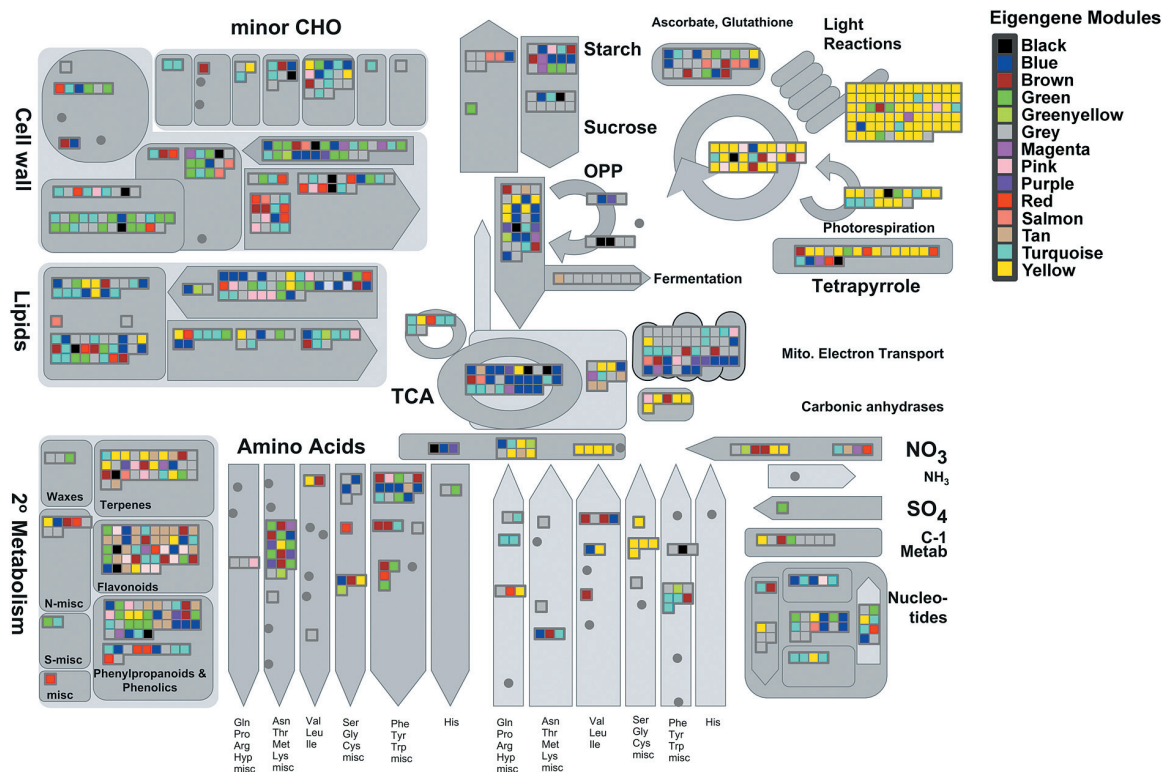 minor CHO
Cell wall
Lipids
2º Metabolism
Starch
Sucrose
OPP
Ascorbate, Glutathione
Light
Reactions
Photorespiration
Tetrapyrrole
Fermentation
TCA
Mito. Electron Transport
Carbonic anhydrases
Amino Acids
NO3
NH3
SO4
C-1
Metab
Nucleo-
tides
Waxes
Terpenes
N-misc
Flavonoids
S-misc
misc
Phenylpropanoids &
Phenolics
Gln
Pro
Arg
Hyp
misc
Asn
Thr
Met
Lys
misc
Val
Leu
Ile
Ser
Gly
Cys
misc
Phe
Tyr
Trp
misc
His
Gln
Pro
Arg
Hyp
misc
Asn
Thr
Met
Lys
misc
Val
Leu
Ile
Ser
Gly
Cys
misc
Phe
Tyr
Trp
misc
His
Eigengene Modules
Black
Blue
Brown
Green
Greenyellow
Grey
Magenta
Pink
Purple
Red
Salmon
Tan
Turquoise
Yellow